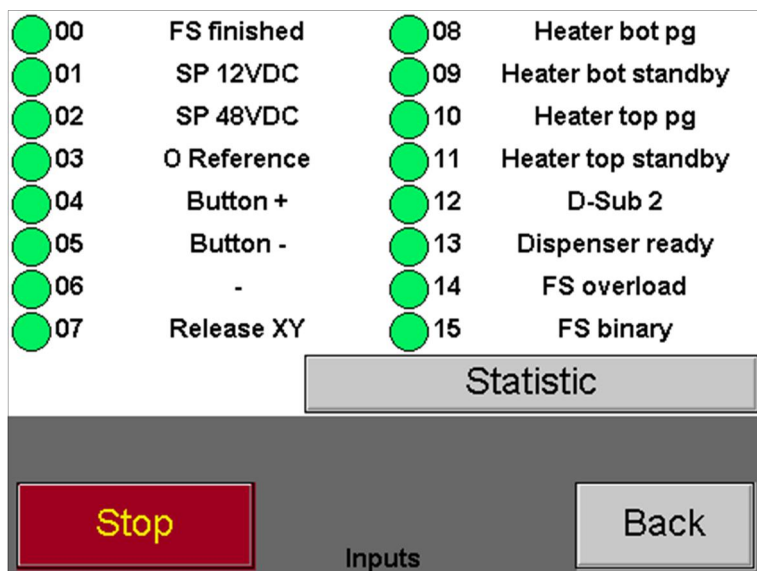 00 FS finished
01 SP 12VDC
02 SP 48VDC
03 O Reference
04 Button +
05 Button -
06 -
07 Release XY
08 Heater bot pg
09 Heater bot standby
10 Heater top pg
11 Heater top standby
12 D-Sub 2
13 Dispenser ready
14 FS overload
15 FS binary
Statistic
Stop
Inputs
Back